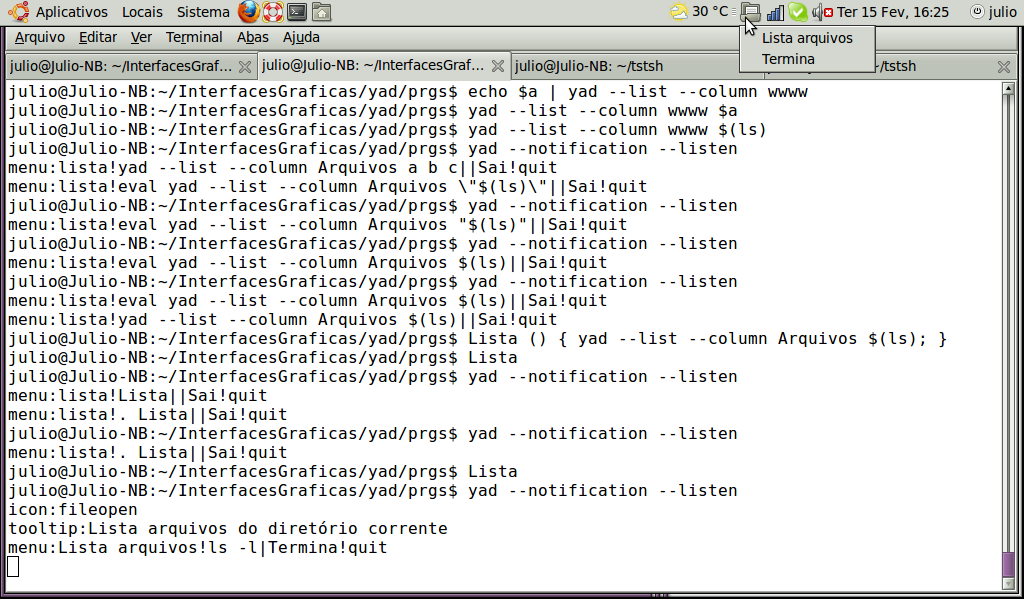 Aplicativos Locais Sistema 30 °C Ter 15 Fev, 16:25 julio
Arquivo Editar Ver Terminal Abas Ajuda
Lista arquivos
Termina
julio@Julio-NB: ~/InterfacesGraf... julio@Julio-NB: ~/InterfacesGraf... julio@Julio-NB: ~/tstsh ~/tstsh
julio@Julio-NB:~/InterfacesGraficas/yad/prgs$ echo $a | yad --list --column wwww
julio@Julio-NB:~/InterfacesGraficas/yad/prgs$ yad --list --column wwww $a
julio@Julio-NB:~/InterfacesGraficas/yad/prgs$ yad --list --column wwww $(ls)
julio@Julio-NB:~/InterfacesGraficas/yad/prgs$ yad --notification --listen
menu:lista!yad --list --column Arquivos a b c||Sai!quit
menu:lista!eval yad --list --column Arquivos \"$(ls)\"||Sai!quit
julio@Julio-NB:~/InterfacesGraficas/yad/prgs$ yad --notification --listen
menu:lista!eval yad --list --column Arquivos "$(ls)"||Sai!quit
julio@Julio-NB:~/InterfacesGraficas/yad/prgs$ yad --notification --listen
menu:lista!eval yad --list --column Arquivos $(ls)||Sai!quit
julio@Julio-NB:~/InterfacesGraficas/yad/prgs$ yad --notification --listen
menu:lista!eval yad --list --column Arquivos $(ls)||Sai!quit
menu:lista!yad --list --column Arquivos $(ls)||Sai!quit
julio@Julio-NB:~/InterfacesGraficas/yad/prgs$ Lista () { yad --list --column Arquivos $(ls); }
julio@Julio-NB:~/InterfacesGraficas/yad/prgs$ Lista
julio@Julio-NB:~/InterfacesGraficas/yad/prgs$ yad --notification --listen
menu:lista!Lista||Sai!quit
menu:lista!. Lista||Sai!quit
julio@Julio-NB:~/InterfacesGraficas/yad/prgs$ yad --notification --listen
menu:lista!. Lista||Sai!quit
julio@Julio-NB:~/InterfacesGraficas/yad/prgs$ Lista
julio@Julio-NB:~/InterfacesGraficas/yad/prgs$ yad --notification --listen
icon:fileopen
tooltip:Lista arquivos do diretório corrente
menu:Lista arquivos!ls -l|Termina!quit